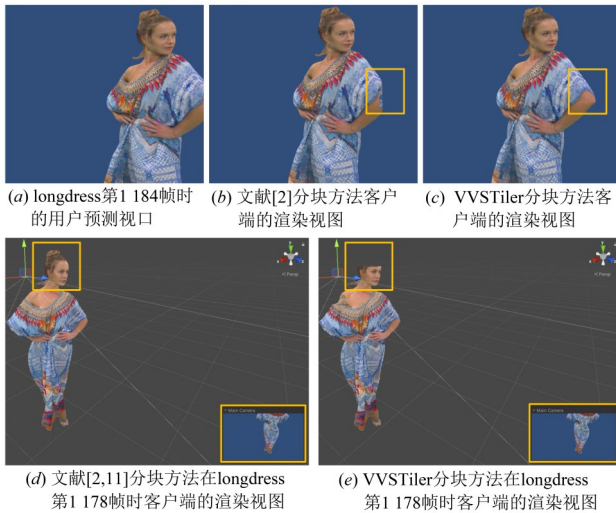 (a) longdress第1 184帧时
的用户预测视口
(b) 文献[2]分块方法客户
端的渲染视图
(c) VVSTiler分块方法客
户端的渲染视图
Persp
Persp
Main Camera
Main Camera
(d) 文献[2,11]分块方法在longdress
第1 178帧时客户端的渲染视图
(e) VVSTiler分块方法在longdress
第1 178帧时客户端的渲染视图